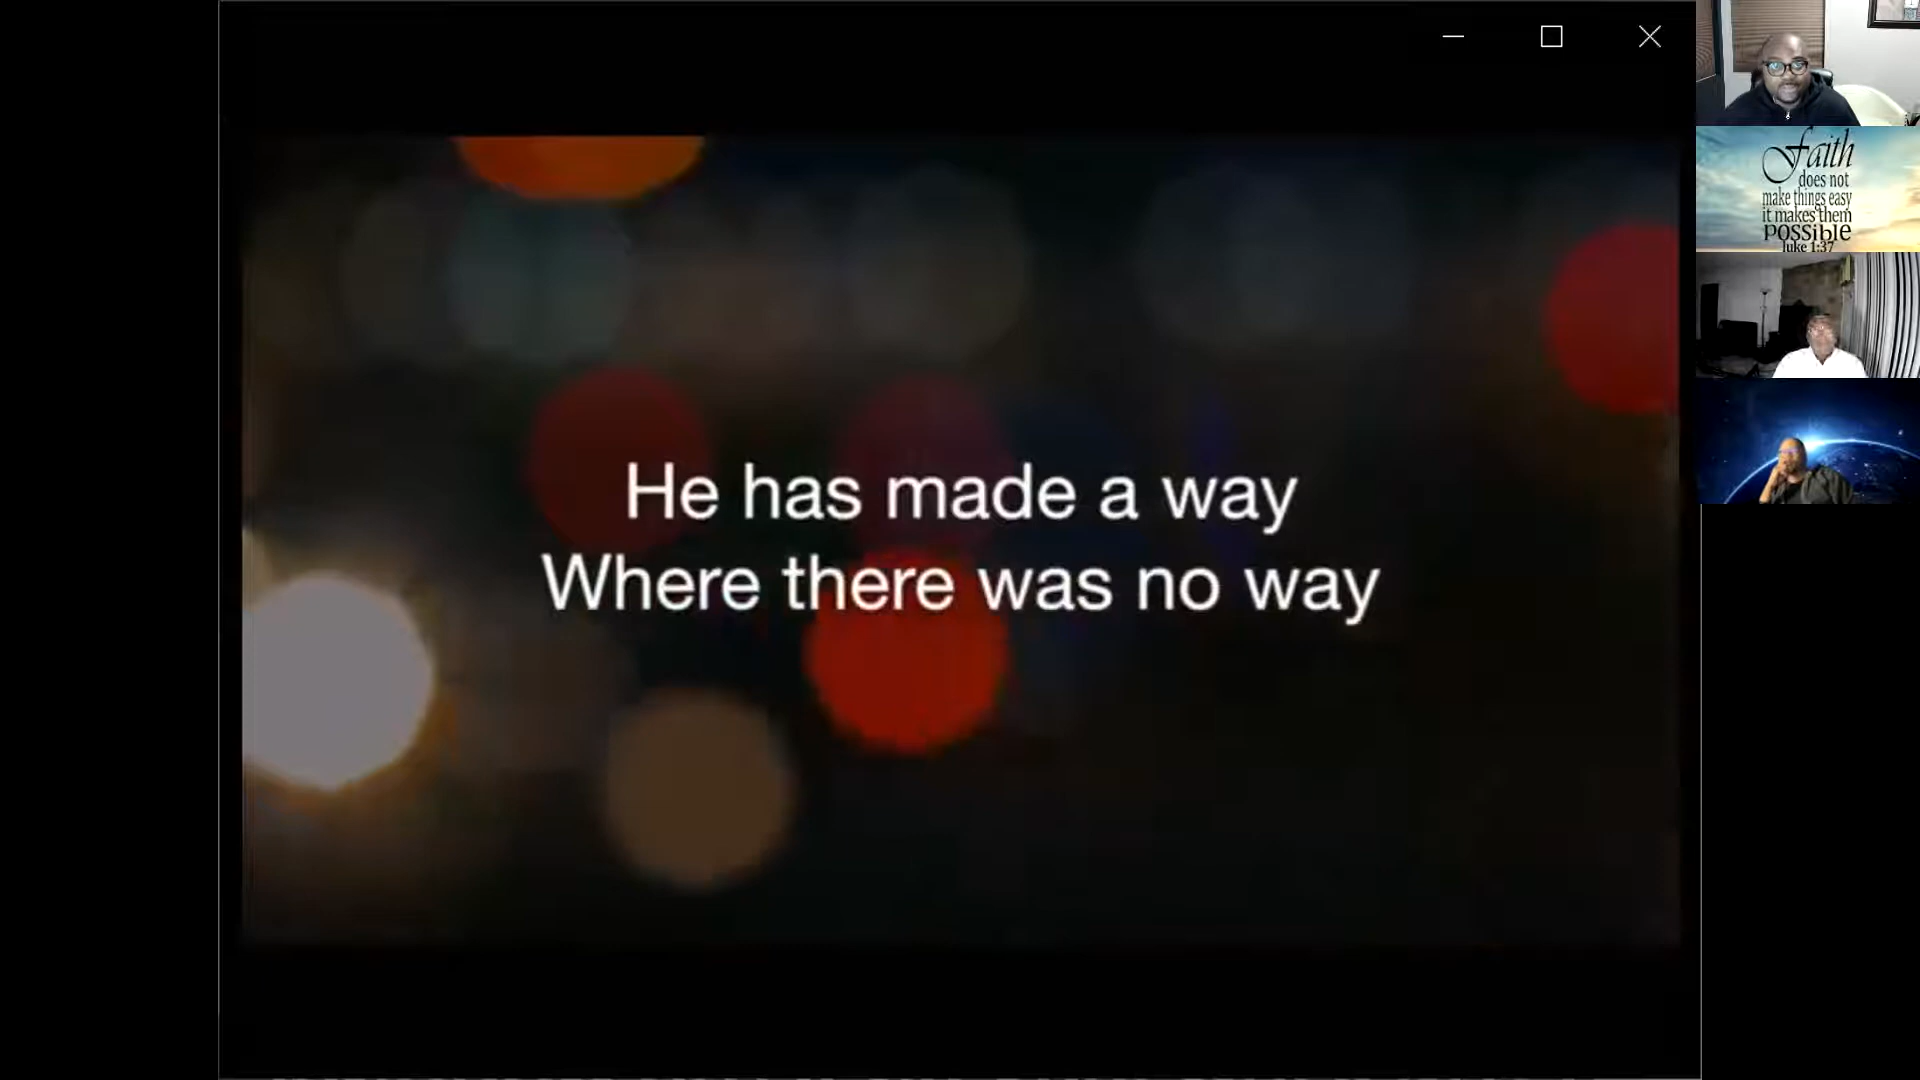 He has made a way
Where there was no way
Faith
does not
make things easy
it makes them
possible
luke 1:37